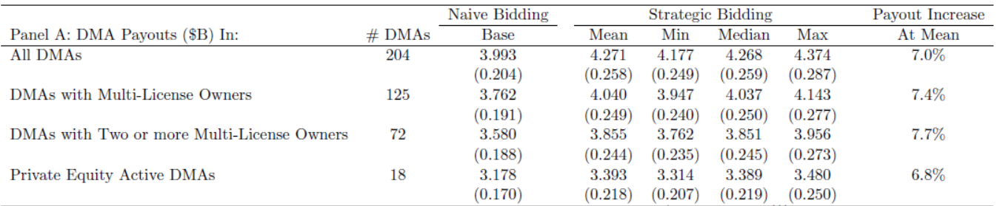 Naive Bidding Strategic Bidding Payout Increase
Panel A: DMA Payouts ($B) In: # DMAs Base Mean Min Median Max At Mean
All DMAs 204 3.993 4.271 4.177 4.268 4.374 7.0%
(0.204) (0.258) (0.249) (0.259) (0.287)
DMAs with Multi-License Owners 125 3.762 4.040 3.947 4.037 4.143 7.4%
(0.191) (0.249) (0.240) (0.250) (0.277)
DMAs with Two or more Multi-License Owners 72 3.580 3.855 3.762 3.851 3.956 7.7%
(0.188) (0.244) (0.235) (0.245) (0.273)
Private Equity Active DMAs 18 3.178 3.393 3.314 3.389 3.480 6.8%
(0.170) (0.218) (0.207) (0.219) (0.250)